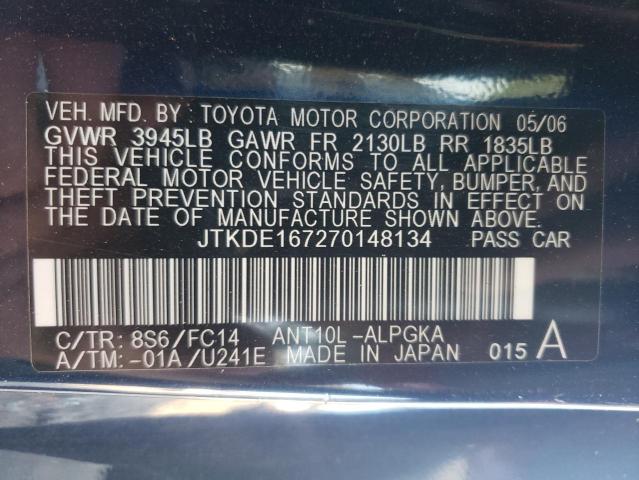 VEH. MFD. BY : TOYOTA MOTOR CORPORATION 05/06
GVWR 3945LB GAWR FR 2130LB RR 1835LB
THIS VEHICLE CONFORMS TO ALL APPLICABLE
FEDERAL MOTOR VEHICLE SAFETY, BUMPER, AND
THEFT PREVENTION STANDARDS IN EFFECT ON
THE DATE OF MANUFACTURE SHOWN ABOVE.
JTKDE167270148134 PASS CAR
C/TR: 8S6/FC14 ANT10L-ALPGKA
A/TM: -01A/U241E MADE IN JAPAN 015 A